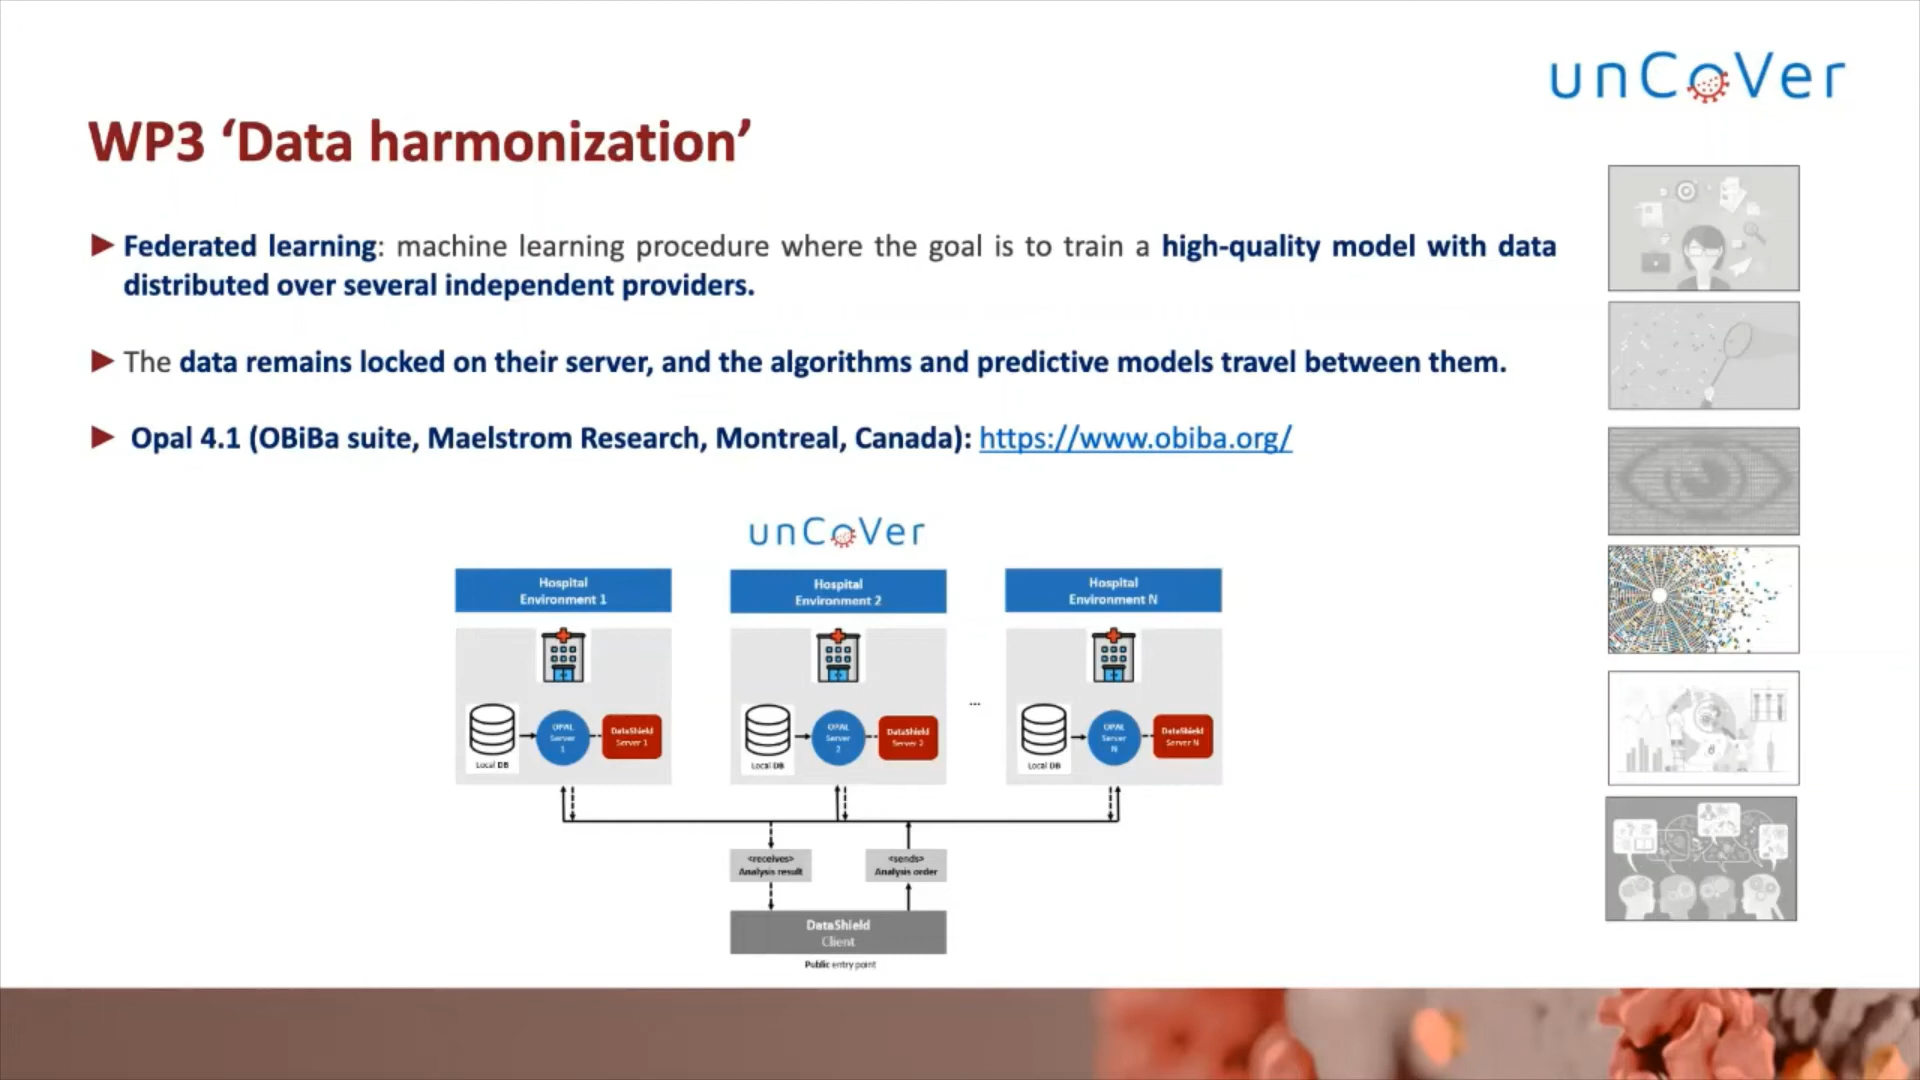 unCoVer
WP3 ‘Data harmonization’
► Federated learning: machine learning procedure where the goal is to train a high-quality model with data
distributed over several independent providers.
► The data remains locked on their server, and the algorithms and predictive models travel between them.
► Opal 4.1 (OBiBa suite, Maelstrom Research, Montreal, Canada): https://www.obiba.org/
unCoVer
Hospital
Environment 1
Hospital
Environment 2
Hospital
Environment N
OPAL
Server
1
DataShield
Server 1
Local DB
OPAL
Server
2
DataShield
Server 2
Local DB
...
OPAL
Server
N
DataShield
Server N
Local DB
<receives>
Analysis result
<sends>
Analysis order
DataShield
Client
Public entry point